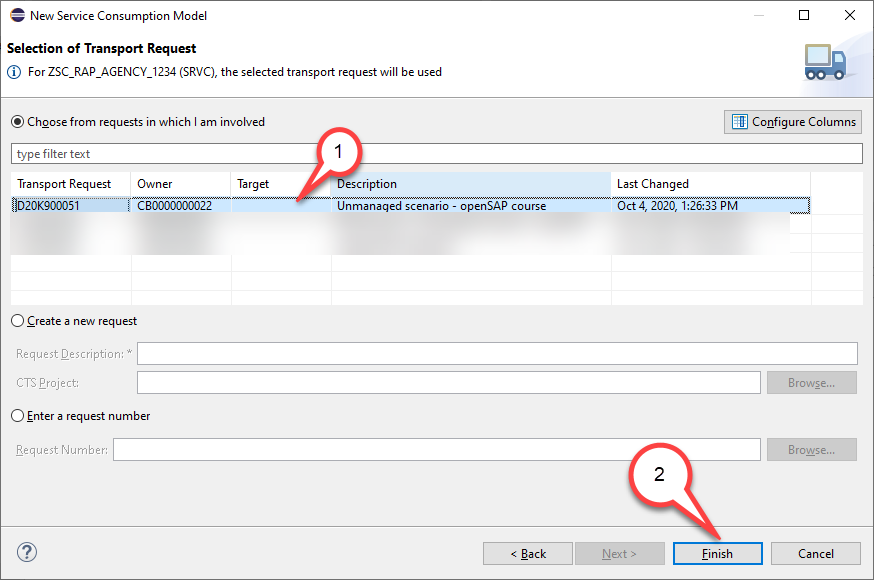 New Service Consumption Model
Selection of Transport Request
For ZSC_RAP_AGENCY_1234 (SRVC), the selected transport request will be used
Choose from requests in which I am involved
Configure Columns
type filter text
1
Transport Request Owner Target Description Last Changed
D20K900051 CB0000000022 Unmanaged scenario - openSAP course Oct 4, 2020, 1:26:33 PM
Create a new request
Request Description: *
CTS Project:
Browse...
Enter a request number
Request Number:
Browse...
2
?
< Back
Next >
Finish
Cancel